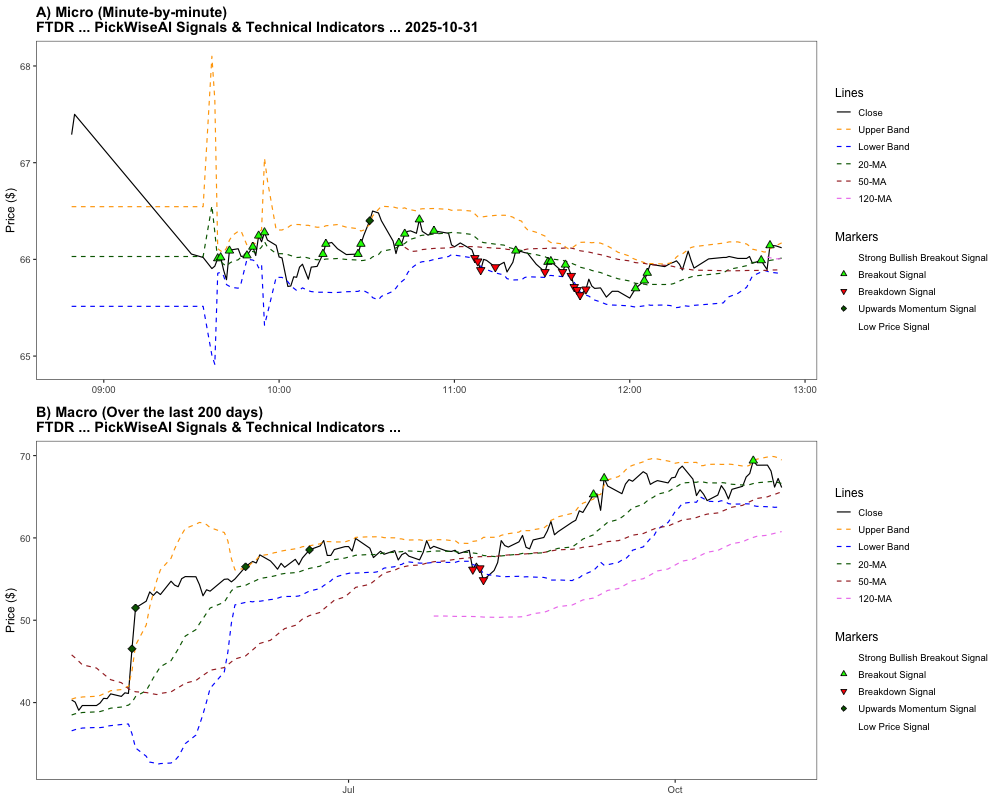 A) Micro (Minute-by-minute)
FTDR ... PickWiseAI Signals & Technical Indicators ... 2025-10-31
Price ($)
68
67
66
65
09:00
10:00
11:00
12:00
13:00
Lines
Close
Upper Band
Lower Band
20-MA
50-MA
120-MA
Markers
Strong Bullish Breakout Signal
Breakout Signal
Breakdown Signal
Upwards Momentum Signal
Low Price Signal
B) Macro (Over the last 200 days)
FTDR ... PickWiseAI Signals & Technical Indicators ...
Price ($)
70
60
50
40
Jul
Oct
Lines
Close
Upper Band
Lower Band
20-MA
50-MA
120-MA
Markers
Strong Bullish Breakout Signal
Breakout Signal
Breakdown Signal
Upwards Momentum Signal
Low Price Signal